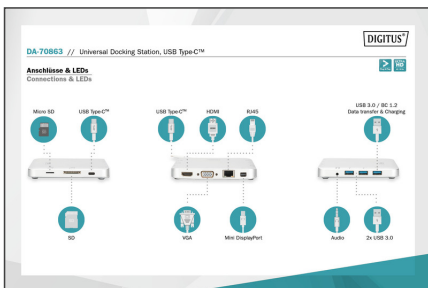 DIGITUS®
DA-70863 // Universal Docking Station, USB Type-C™
Anschlüsse & LEDs
Connections & LEDs
Micro SD
USB Type-C™
USB Type-C™
HDMI
RJ45
USB 3.0 / BC 1.2
Data transfer & Charging
SD
VGA
Mini DisplayPort
Audio
2x USB 3.0